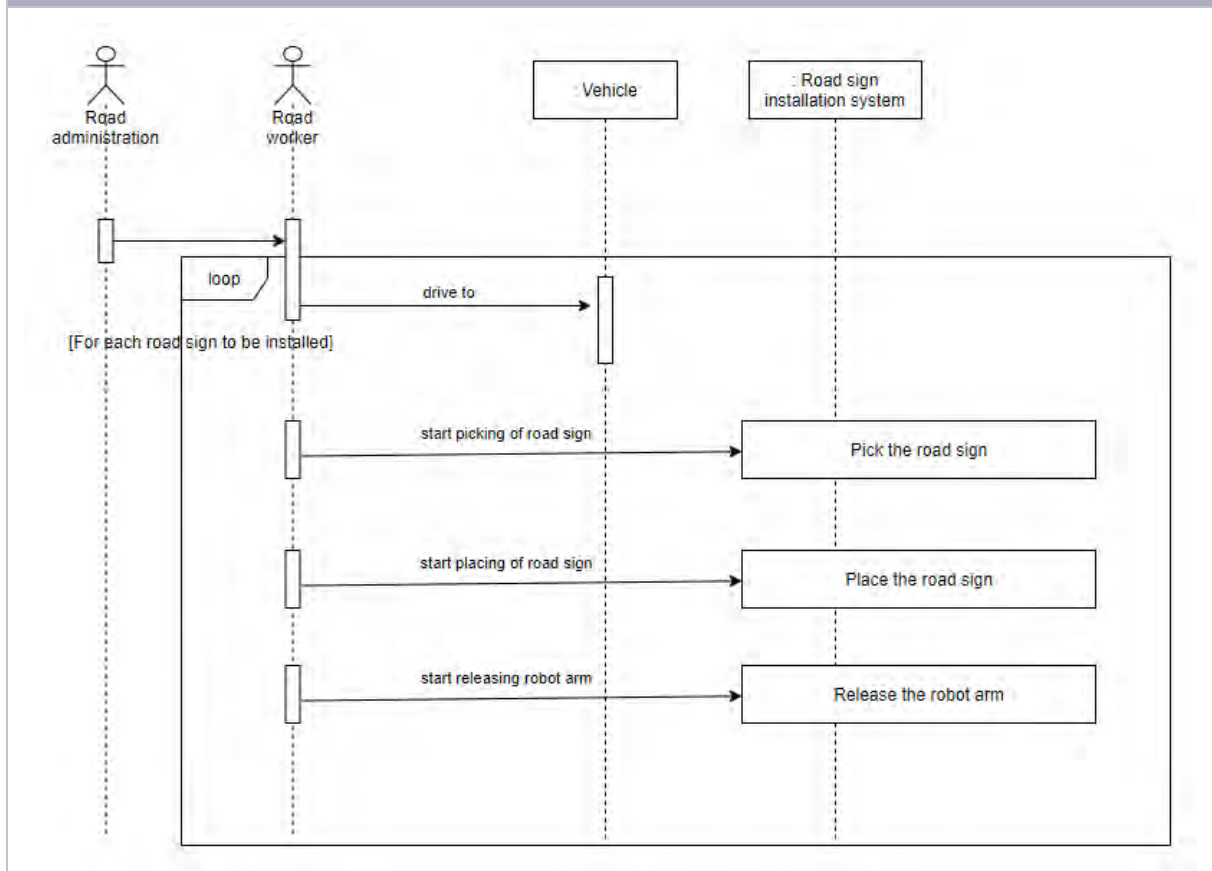 Road
administration
Road
worker
: Vehicle
: Road sign
installation system
loop
drive to
[For each road sign to be installed]
start picking of road sign
Pick the road sign
start placing of road sign
Place the road sign
start releasing robot arm
Release the robot arm